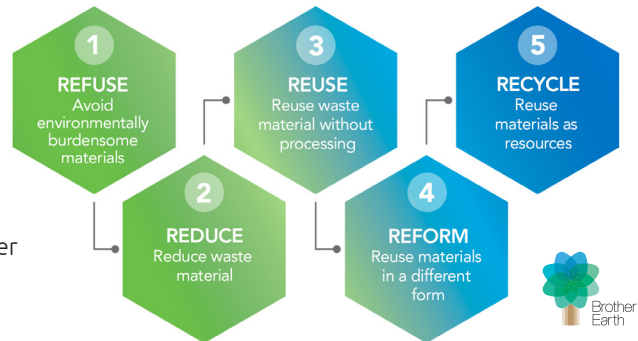 1
REFUSE
Avoid
environmentally
burdensome
materials
2
REDUCE
Reduce waste
material
3
REUSE
Reuse waste
material without
processing
4
REFORM
Reuse materials
in a different
form
5
RECYCLE
Reuse
materials as
resources
er
Brother
Earth